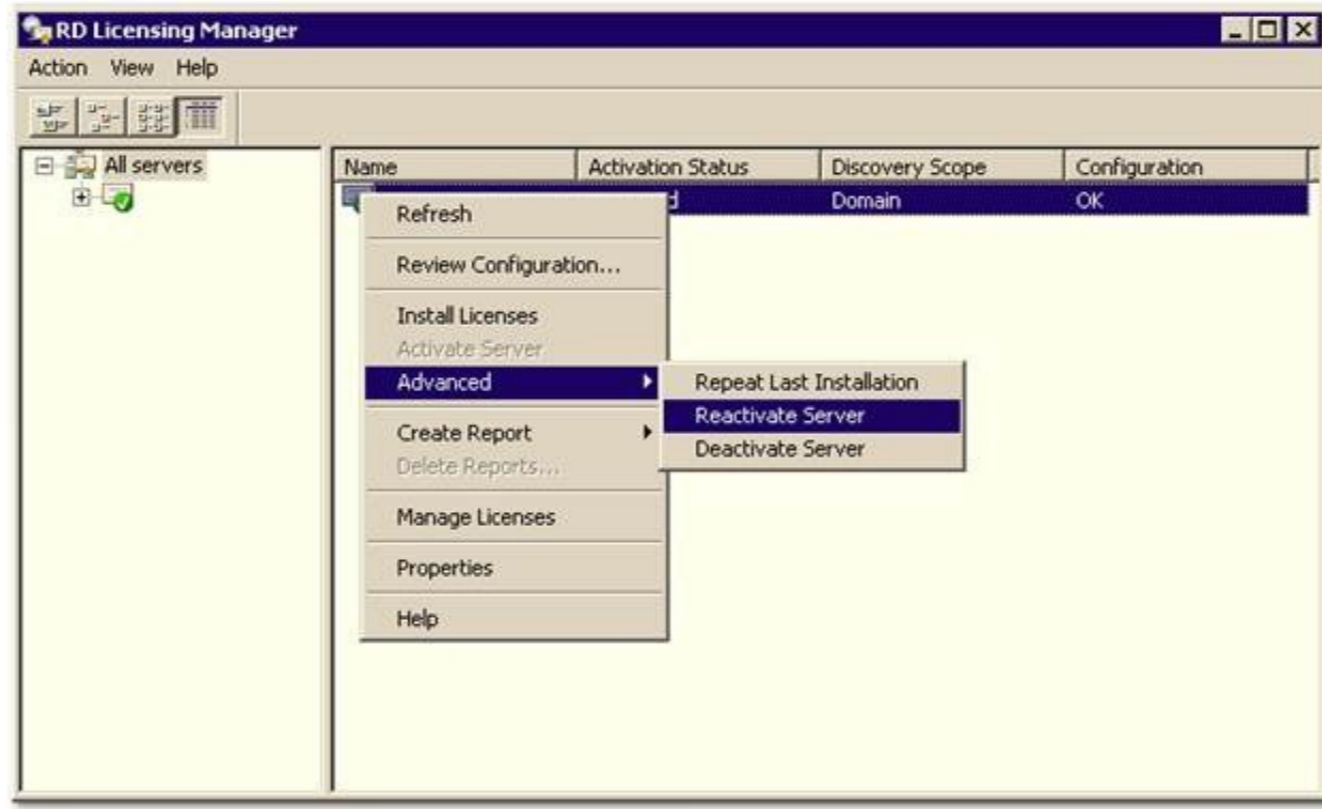 RD Licensing Manager
Action View Help
All servers
Name Activation Status Discovery Scope Configuration
Domain OK
Refresh
Review Configuration...
Install Licenses
Activate Server
Advanced
Repeat Last Installation
Reactivate Server
Deactivate Server
Create Report
Delete Reports...
Manage Licenses
Properties
Help